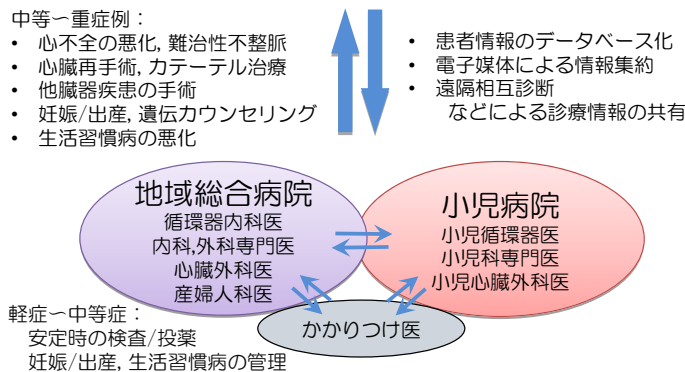 中等〜重症例：
• 心不全の悪化, 難治性不整脈
• 心臓再手術, カテーテル治療
• 他臓器疾患の手術
• 妊娠/出産, 遺伝カウンセリング
• 生活習慣病の悪化
• 患者情報のデータベース化
• 電子媒体による情報集約
• 遠隔相互診断
などによる診療情報の共有
地域総合病院
循環器内科医
内科,外科専門医
心臓外科医
産婦人科医
小児病院
小児循環器医
小児科専門医
小児心臓外科医
かかりつけ医
軽症〜中等症：
安定時の検査/投薬
妊娠/出産, 生活習慣病の管理